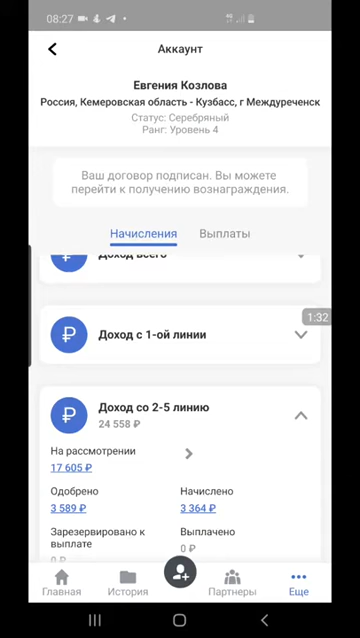 08:27
Аккаунт
Евгения Козлова
Россия, Кемеровская область - Кузбасс, г Междуреченск
Статус: Серебряный
Ранг: Уровень 4
Ваш договор подписан. Вы можете
перейти к получению вознаграждения.
Начисления Выплаты
Доход всего
1:32
Доход с 1-ой линии
Доход со 2-5 линию
24 558 ₽
На рассмотрении
17 605 ₽
Одобрено Начислено
3 589 ₽ 3 364 ₽
Зарезервировано к Выплачено
выплате 0 ₽
0 ₽
Главная История Партнеры Еще